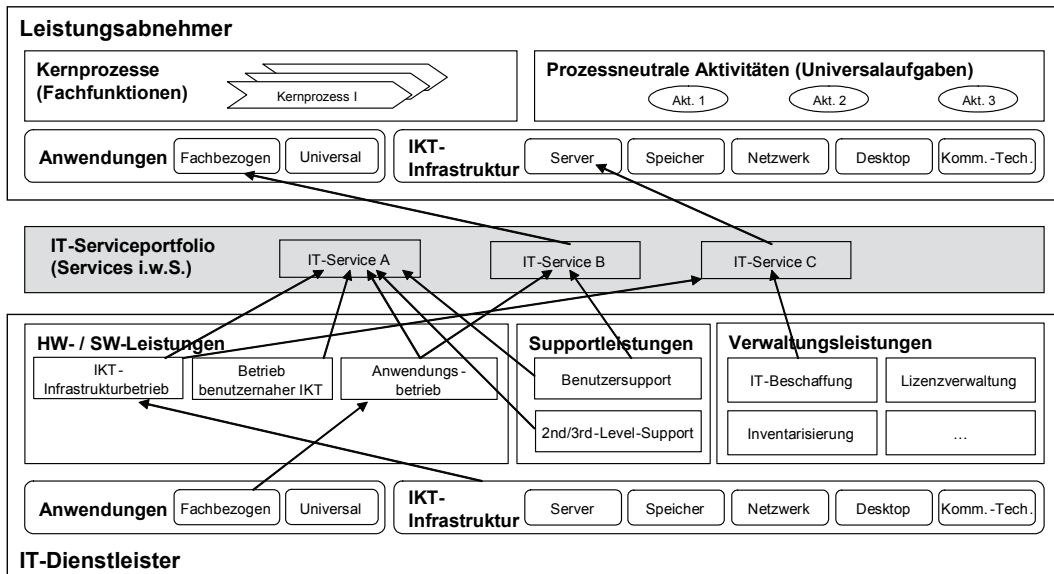 Leistungsabnehmer
Kernprozesse
(Fachfunktionen)
Kernprozess I
Prozessneutrale Aktivitäten (Universalaufgaben)
Akt. 1
Akt. 2
Akt. 3
Anwendungen
Fachbezogen
Universal
IKT-
Infrastruktur
Server
Speicher
Netzwerk
Desktop
Komm.-Tech.
IT-Serviceportfolio
(Services i.w.S.)
IT-Service A
IT-Service B
IT-Service C
HW- / SW-Leistungen
IKT-
Infrastrukturbetrieb
Betrieb
benutzernaher IKT
Anwendungs-
betrieb
Supportleistungen
Benutzersupport
2nd/3rd-Level-Support
Verwaltungsleistungen
IT-Beschaffung
Lizenzverwaltung
Inventarisierung
…
Anwendungen
Fachbezogen
Universal
IKT-
Infrastruktur
Server
Speicher
Netzwerk
Desktop
Komm.-Tech.
IT-Dienstleister